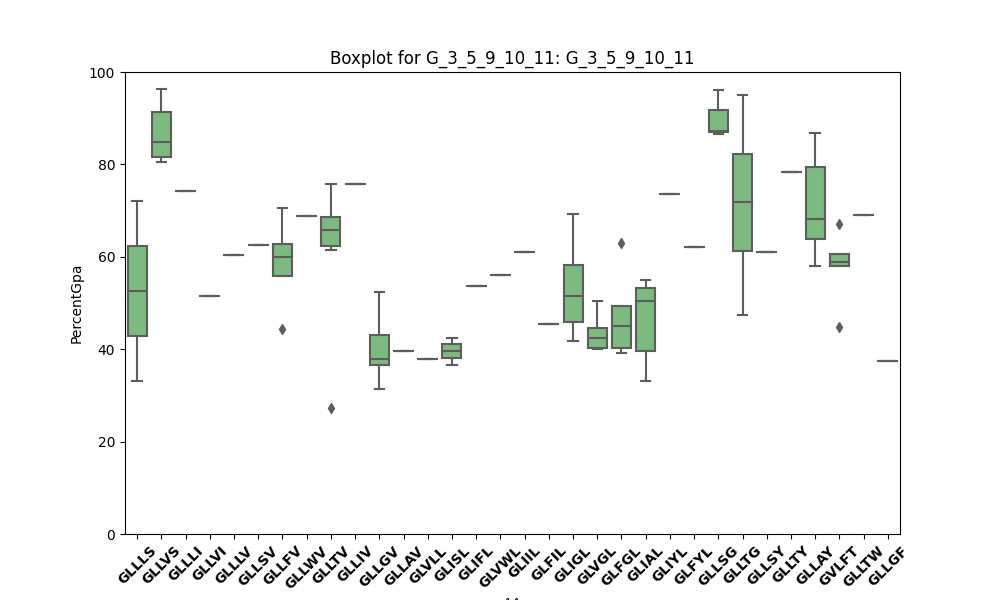 Boxplot for G_3_5_9_10_11: G_3_5_9_10_11
100
80
60
40
20
0
PercentGpa
GLLLS
GLLVS
GLLLI
GLLVI
GLLLV
GLLSV
GLLFV
GLLWV
GLLTV
GLLIV
GLLGV
GLLAV
GLVLL
GLISL
GLIFL
GLVWL
GLIIL
GLFIL
GLIGL
GLVGL
GLFGL
GLIAL
GLIYL
GLFYL
GLLSG
GLLTG
GLLSY
GLLTY
GLLAY
GVLFT
GLLTW
GLLGF